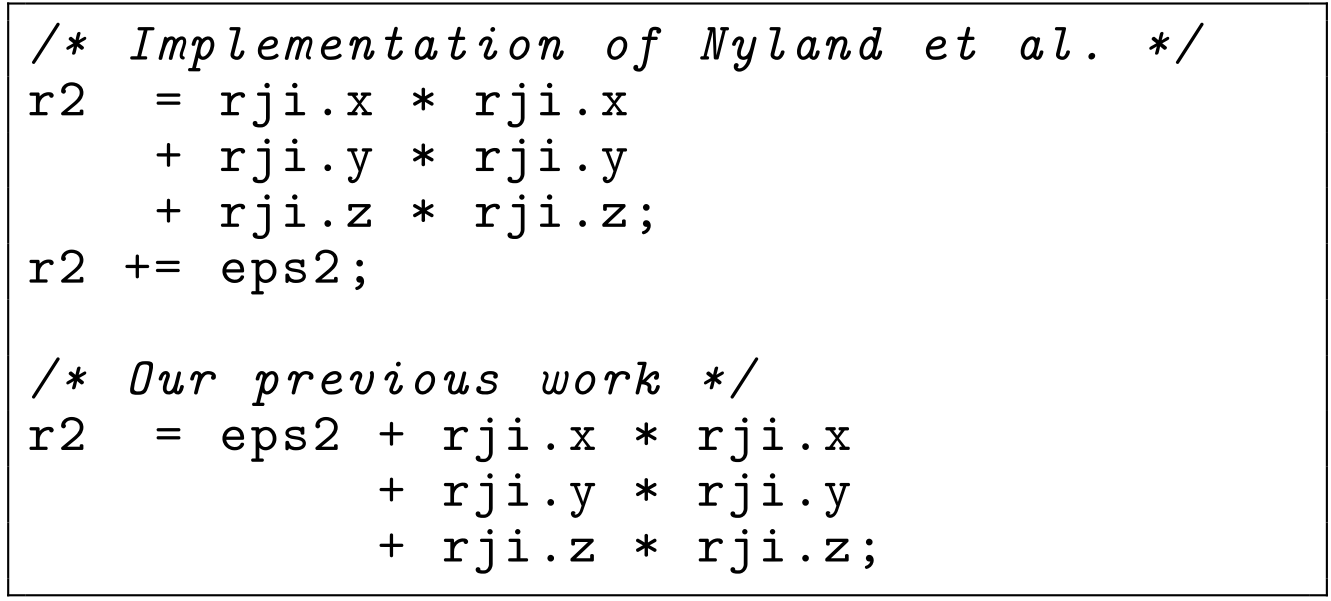 /* Implementation of Nyland et al. */
r2  = rji.x * rji.x
    + rji.y * rji.y
    + rji.z * rji.z;
r2 += eps2;
/* Our previous work */
r2  = eps2 + rji.x * rji.x
           + rji.y * rji.y
           + rji.z * rji.z;